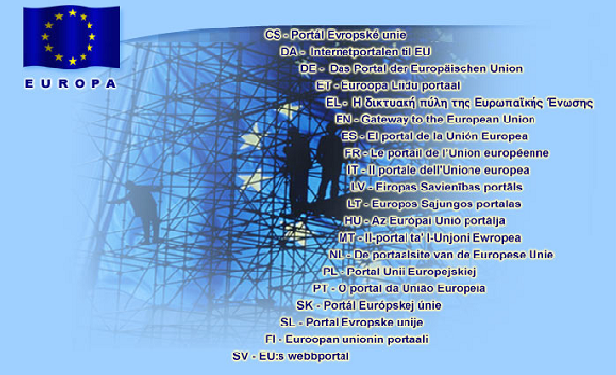 EUROPA
CS - Portál Evropské unie
DA - Internetportalen til EU
DE - Das Portal der Europäischen Union
ET - Euroopa Liidu portaal
EL - Η δικτυακή πύλη της Ευρωπαϊκής Ένωσης
EN - Gateway to the European Union
ES - El portal de la Unión Europea
FR - Le portail de l'Union européenne
IT - Il portale dell'Unione europea
LV - Eiropas Savienības portāls
LT - Europos Sąjungos portalas
HU - Az Európai Unió portálja
MT - Il-portal ta' l-Unjoni Ewropea
NL - De portaalsite van de Europese Unie
PL - Portal Unii Europejskiej
PT - O portal da União Europeia
SK - Portál Európskej únie
SL - Portal Evropske unije
FI - Euroopan unionin portaali
SV - EU:s webbportal